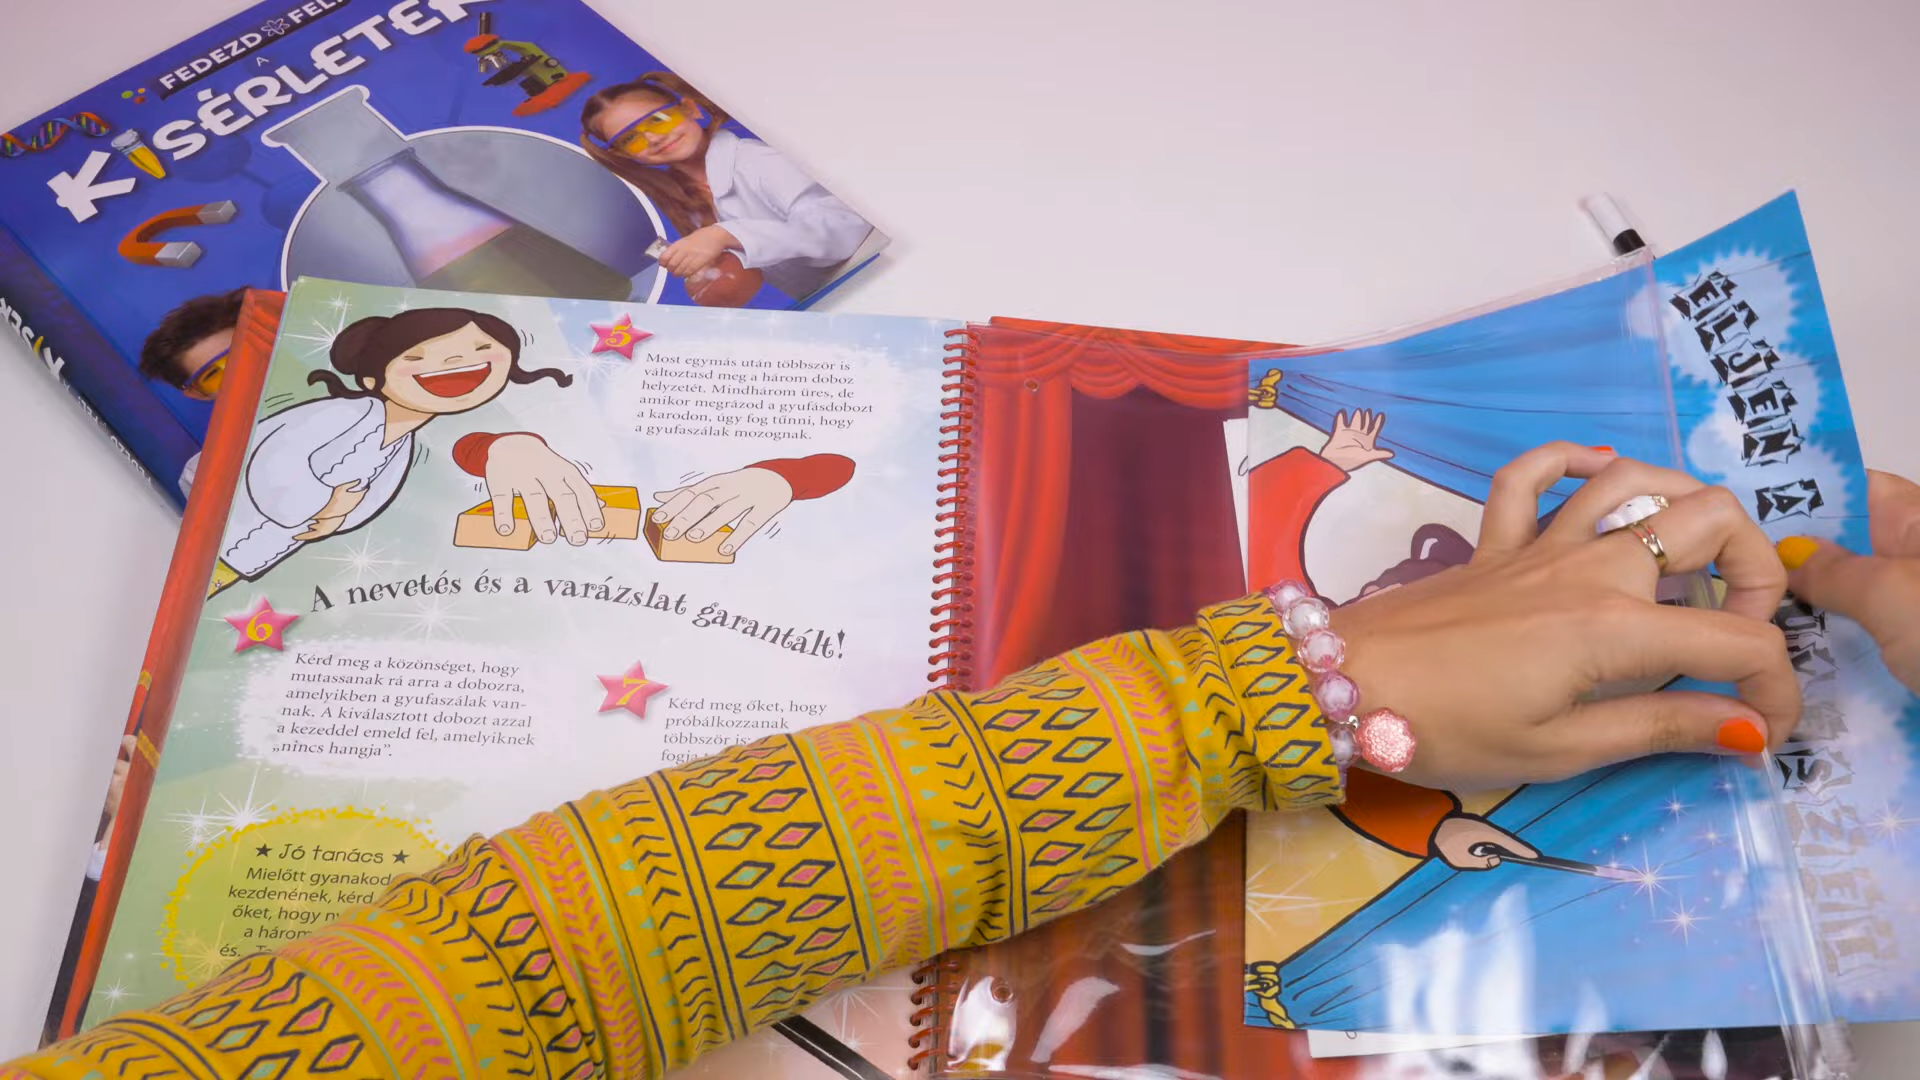 FEDEZD FEL
A
KÍSÉRLETEK
5
Most egymás után többször is
változtasd meg a három doboz
helyzetét. Mindhárom üres, de
amikor megrázod a gyufásdobozt
a karodon, úgy fog tűnni, hogy
a gyufaszálak mozognak.
A nevetés és a varázslat garantált!
6
Kérd meg a közönséget, hogy
mutassanak rá arra a dobozra,
amelyikben a gyufaszálak van-
nak. A kiválasztott dobozt azzal
a kezeddel emeld fel, amelyiknek
„nincs hangja”.
7
Kérd meg őket, hogy
próbálkozzanak
többször is
★ Jó tanács ★
Mielőtt gyanakod
kezdenének, kérd
őket, hogy
a három
és.
ÉLJEN A